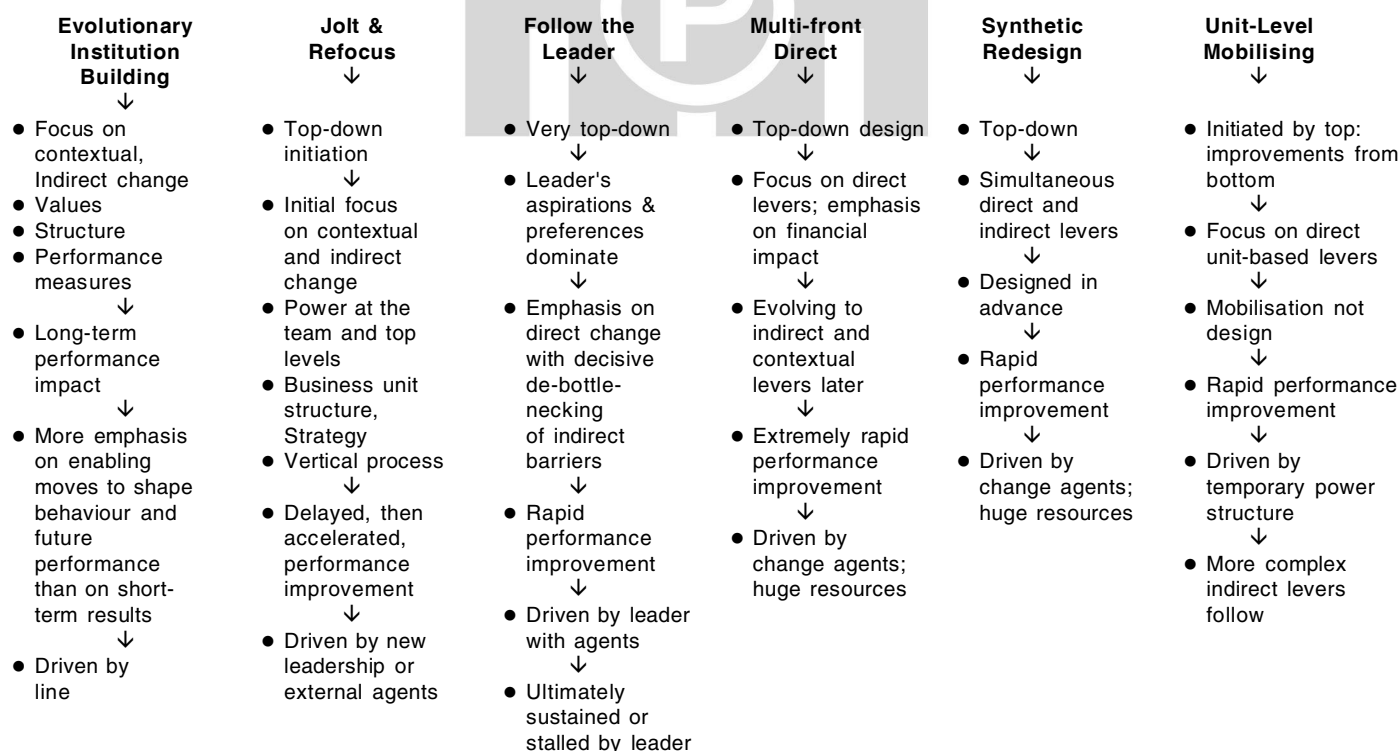 Evolutionary
Institution
Building
↓
● Focus on
contextual,
Indirect change
● Values
● Structure
● Performance
measures
↓
● Long-term
performance
impact
↓
● More emphasis
on enabling
moves to shape
behaviour and
future
performance
than on short-
term results
↓
● Driven by
line
Jolt &
Refocus
↓
● Top-down
initiation
↓
● Initial focus
on contextual
and indirect
change
● Power at the
team and top
levels
● Business unit
structure,
Strategy
● Vertical process
↓
● Delayed, then
accelerated,
performance
improvement
↓
● Driven by new
leadership or
external agents
Follow the
Leader
↓
● Very top-down
↓
● Leader's
aspirations &
preferences
dominate
↓
● Emphasis on
direct change
with decisive
de-bottle-
necking
of indirect
barriers
↓
● Rapid
performance
improvement
↓
● Driven by leader
with agents
↓
● Ultimately
sustained or
stalled by leader
Multi-front
Direct
↓
● Top-down design
↓
● Focus on direct
levers; emphasis
on financial
impact
↓
● Evolving to
indirect and
contextual
levers later
↓
● Extremely rapid
performance
improvement
↓
● Driven by
change agents;
huge resources
Synthetic
Redesign
↓
● Top-down
↓
● Simultaneous
direct and
indirect levers
↓
● Designed in
advance
↓
● Rapid
performance
improvement
↓
● Driven by
change agents;
huge resources
Unit-Level
Mobilising
↓
● Initiated by top:
improvements from
bottom
↓
● Focus on direct
unit-based levers
↓
● Mobilisation not
design
↓
● Rapid performance
improvement
↓
● Driven by
temporary power
structure
↓
● More complex
indirect levers
follow